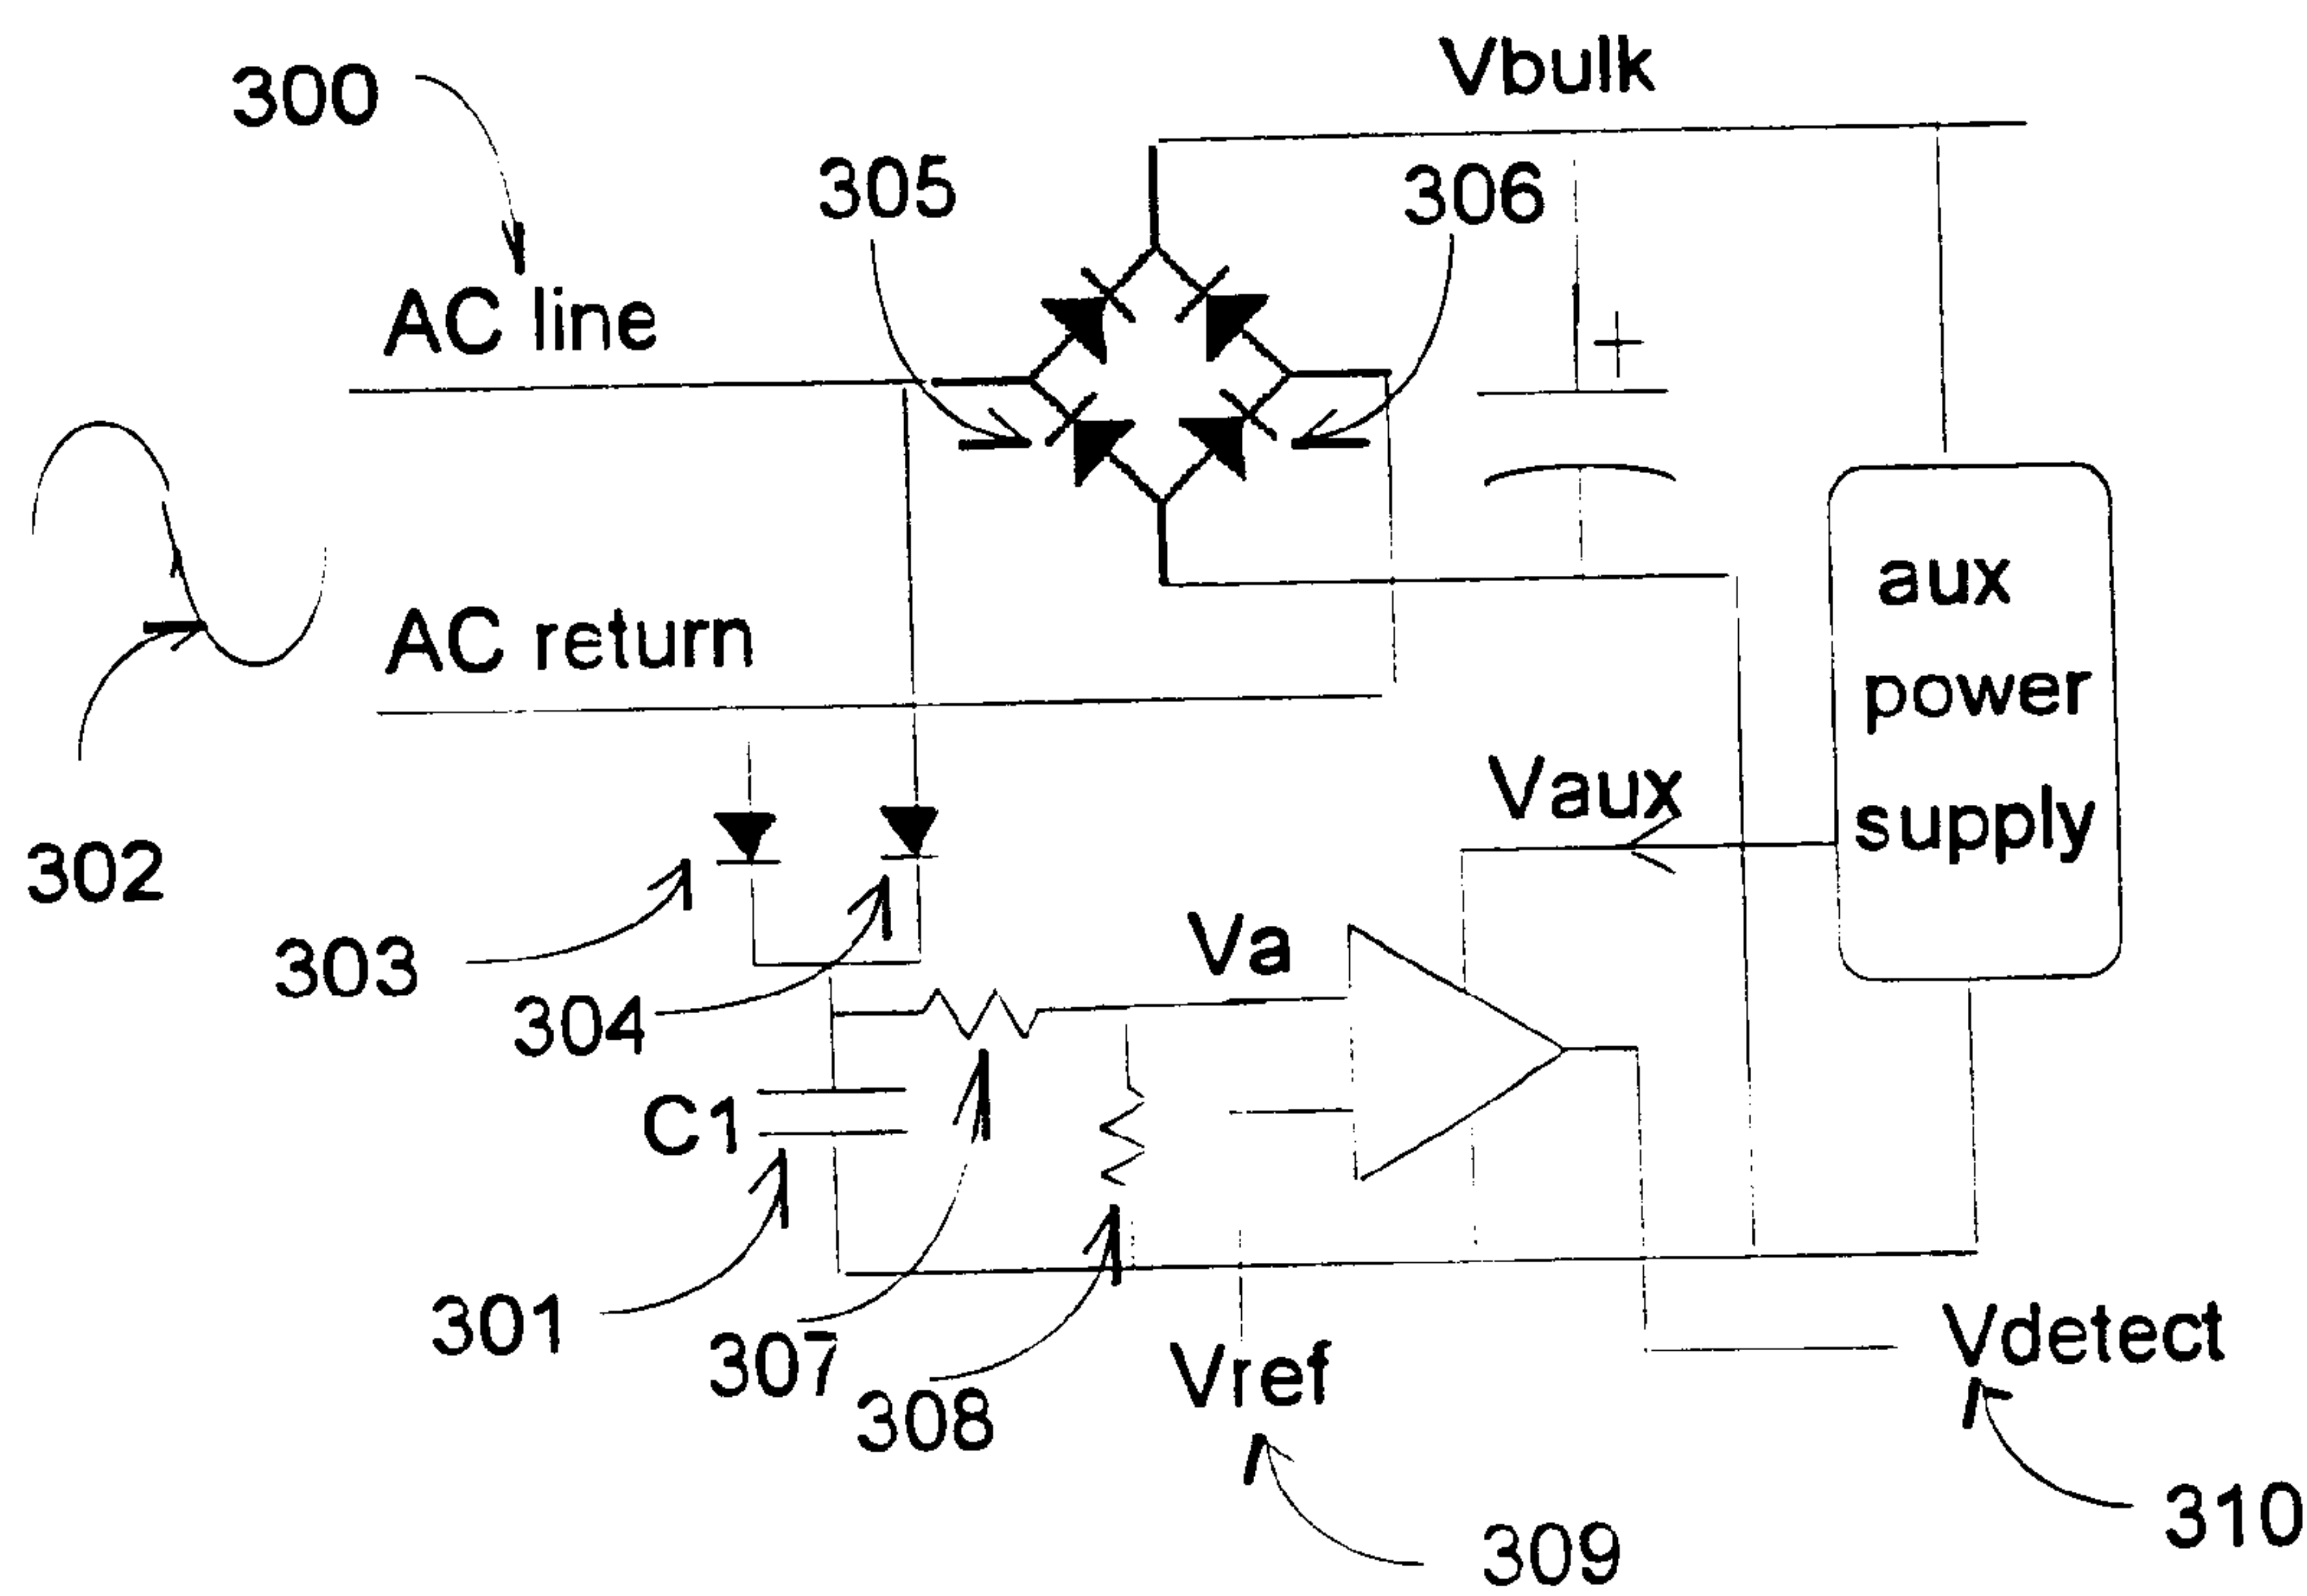 Vbulk
300
305
306
AC line
AC return
aux
power
supply
Vaux
302
303
304
Va
C1
301
307
308
Vref
Vdetect
309
310